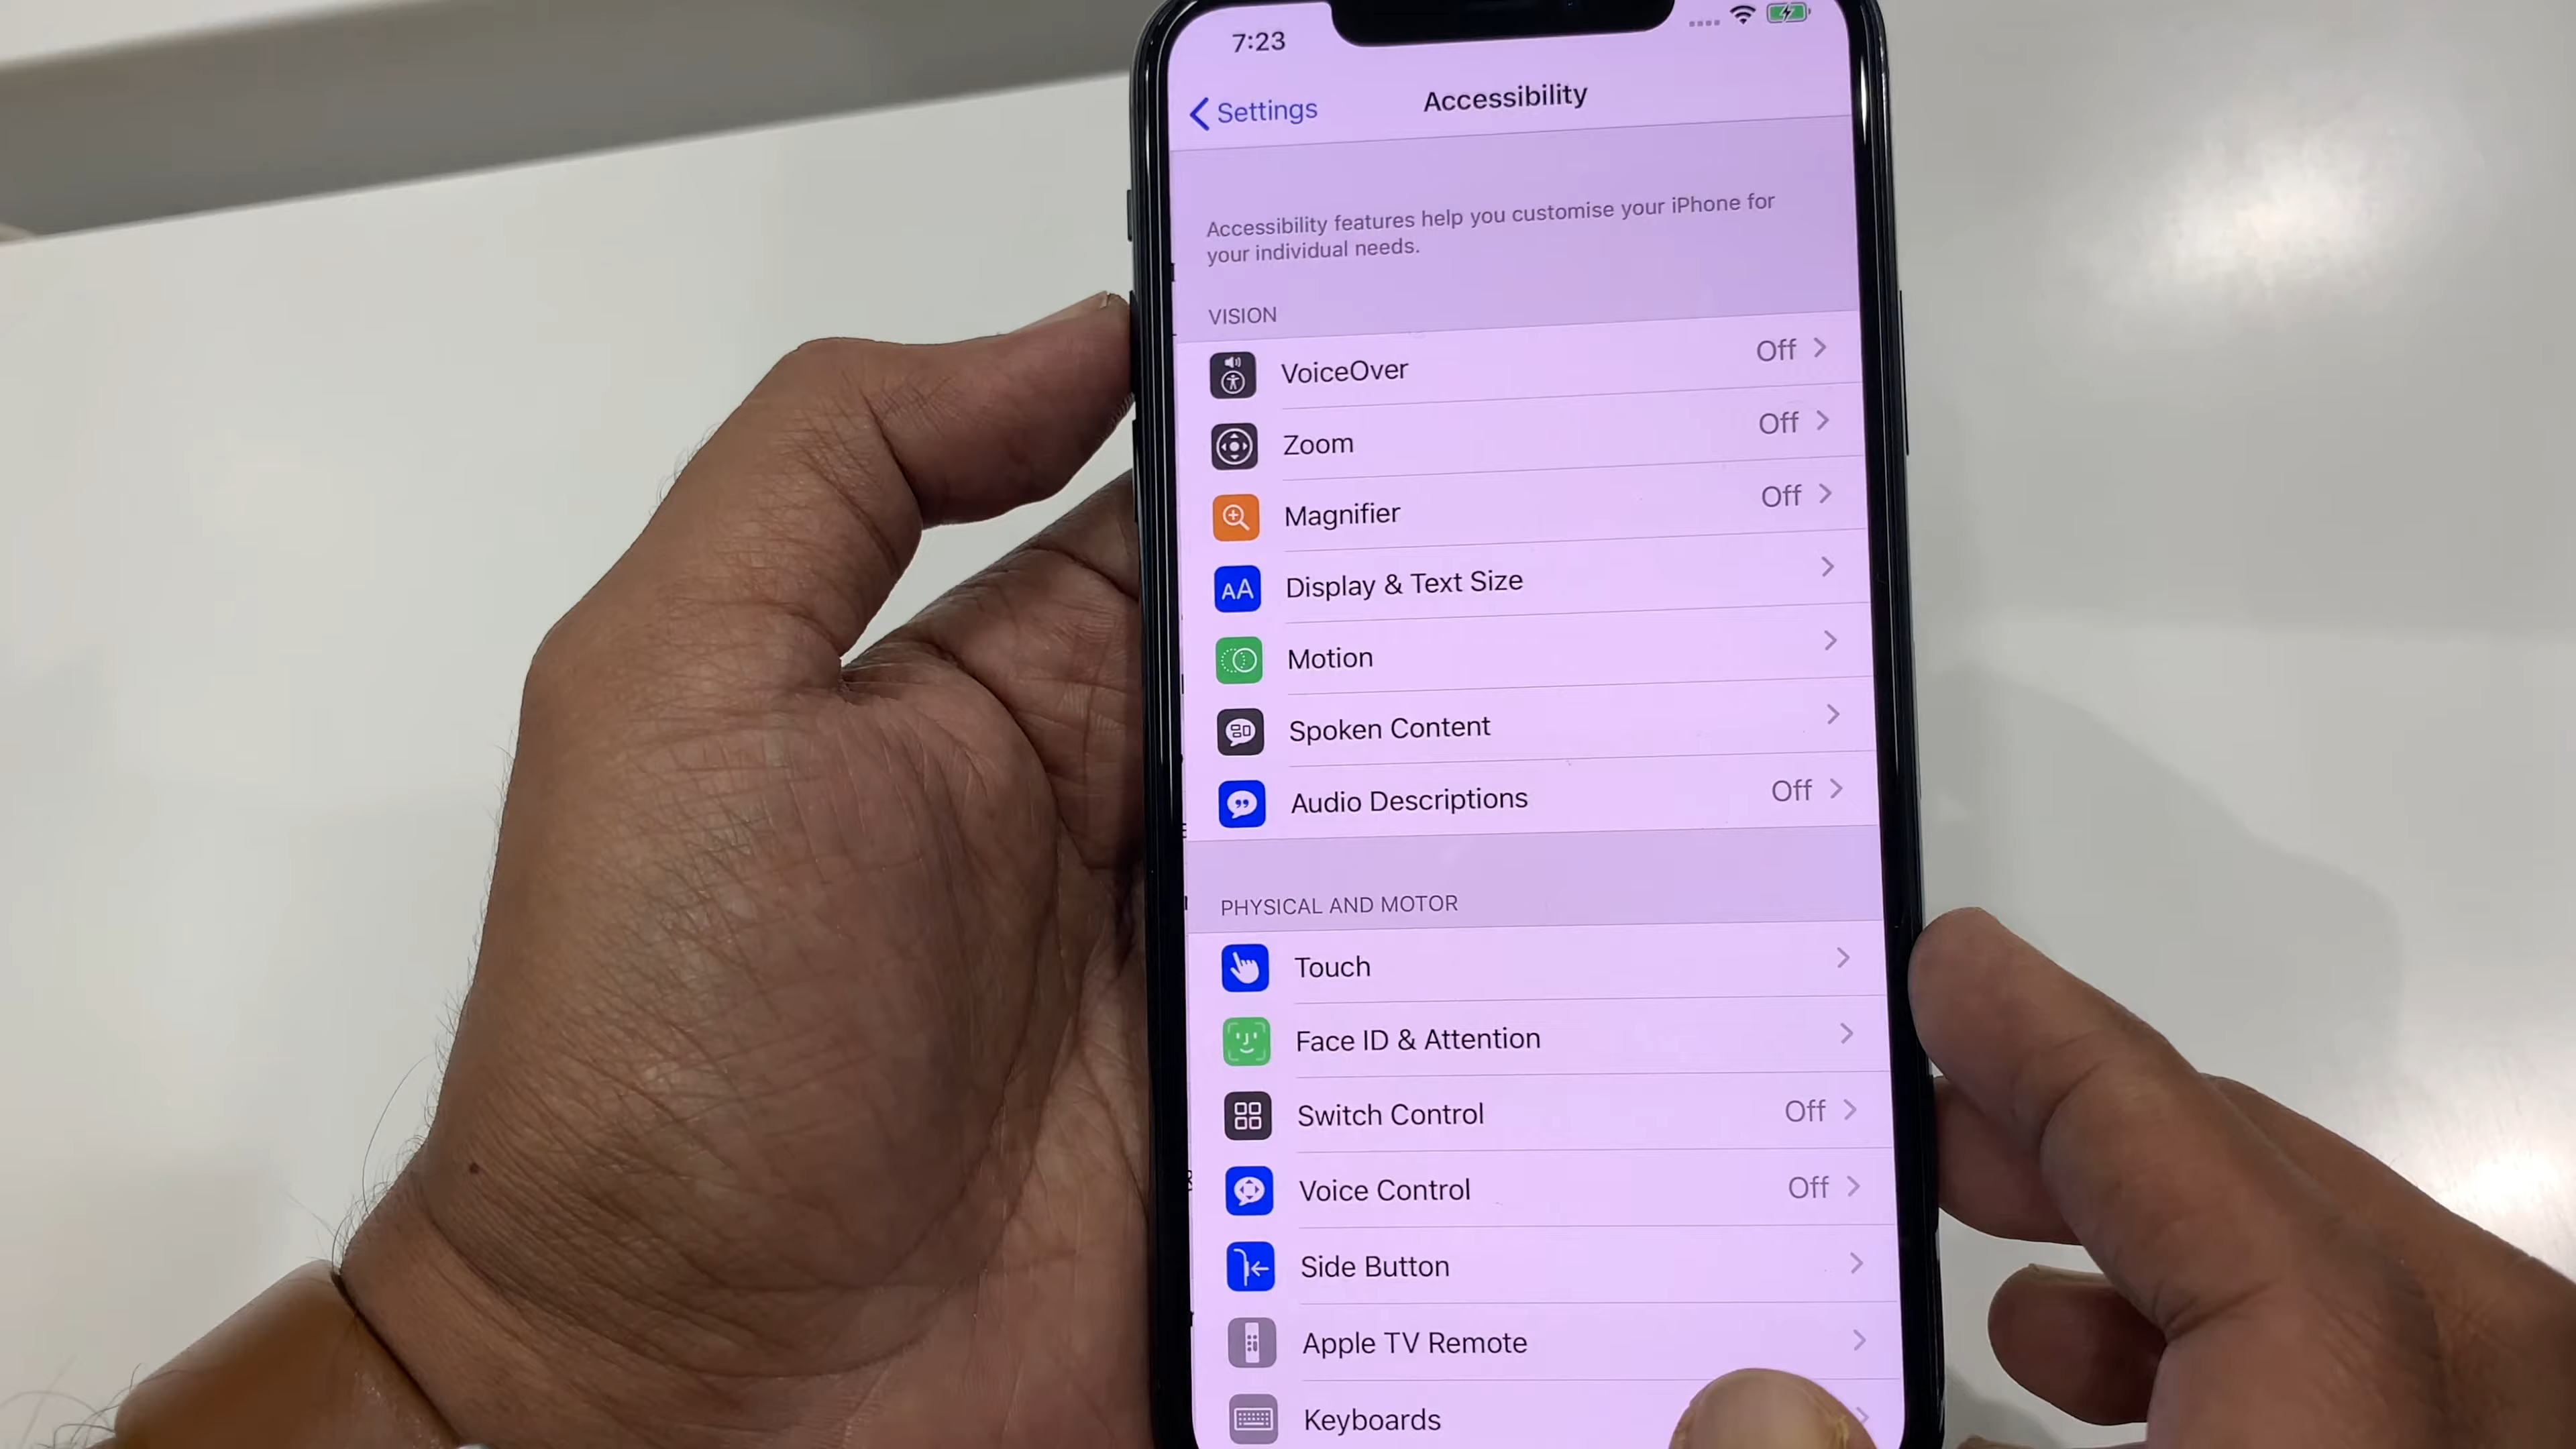 7:23
Settings
Accessibility
Accessibility features help you customise your iPhone for
your individual needs.
VISION
VoiceOver Off
Zoom Off
Magnifier Off
AA Display & Text Size
Motion
Spoken Content
Audio Descriptions Off
PHYSICAL AND MOTOR
Touch
Face ID & Attention
Switch Control Off
Voice Control Off
Side Button
Apple TV Remote
Keyboards